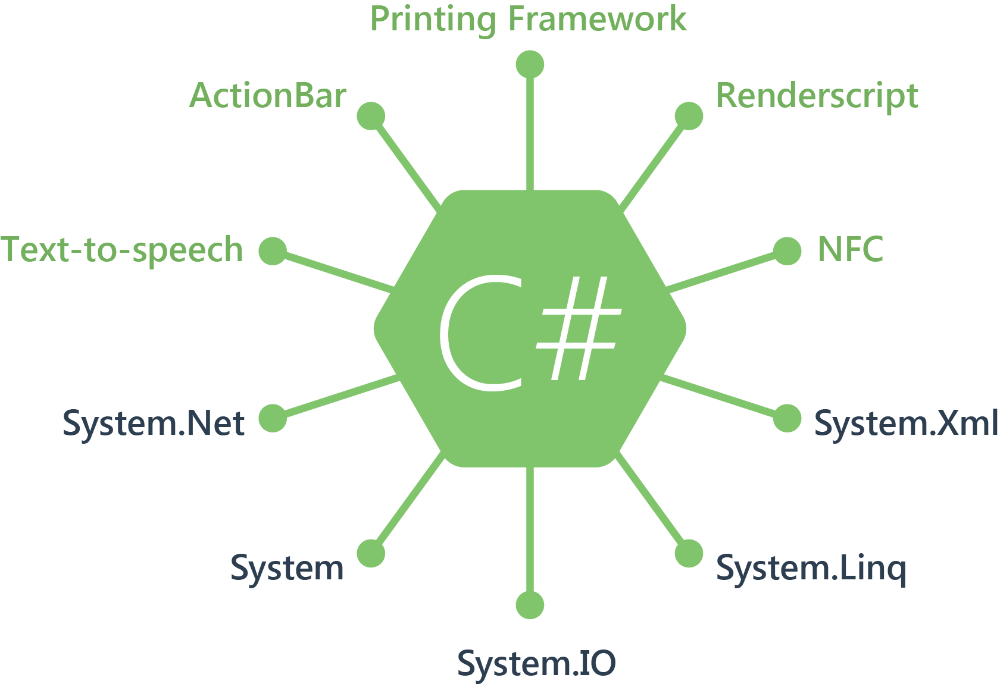 Printing Framework
ActionBar
Renderscript
Text-to-speech
NFC
C#
System.Net
System.Xml
System
System.Linq
System.IO